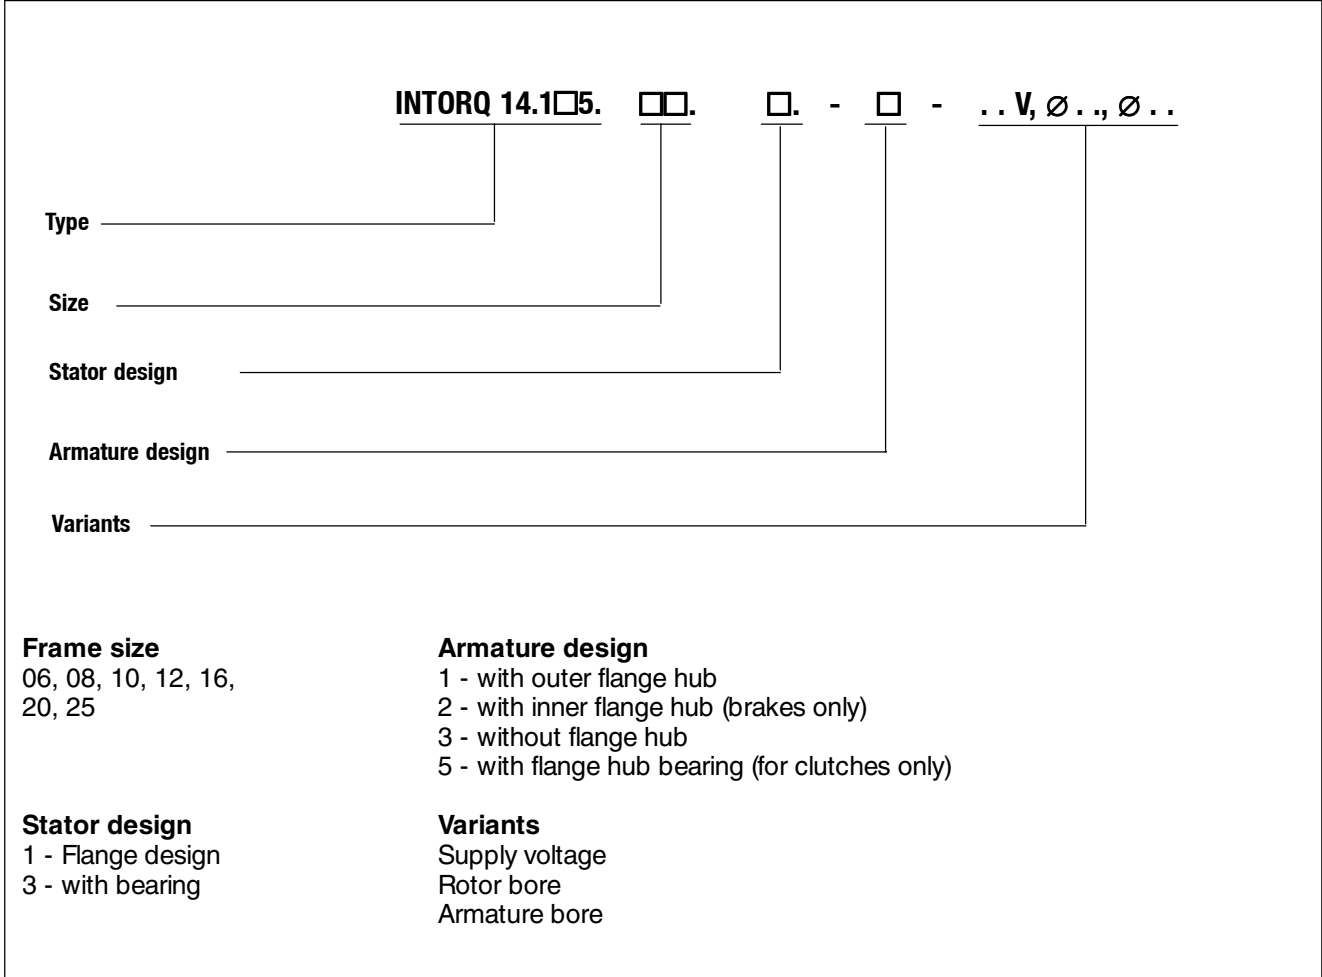 INTORQ 14.1□5. □□. □. - □ - . . V, ∅ . ., ∅ . .
Type
Size
Stator design
Armature design
Variants
Frame size
06, 08, 10, 12, 16,
20, 25
Armature design
1 - with outer flange hub
2 - with inner flange hub (brakes only)
3 - without flange hub
5 - with flange hub bearing (for clutches only)
Stator design
1 - Flange design
3 - with bearing
Variants
Supply voltage
Rotor bore
Armature bore